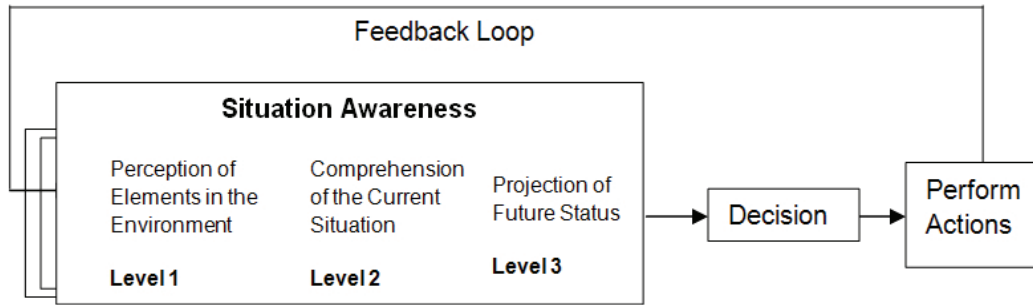 Feedback Loop
Situation Awareness
Perception of
Elements in the
Environment
Level 1
Comprehension
of the Current
Situation
Level 2
Projection of
Future Status
Level 3
Decision
Perform
Actions